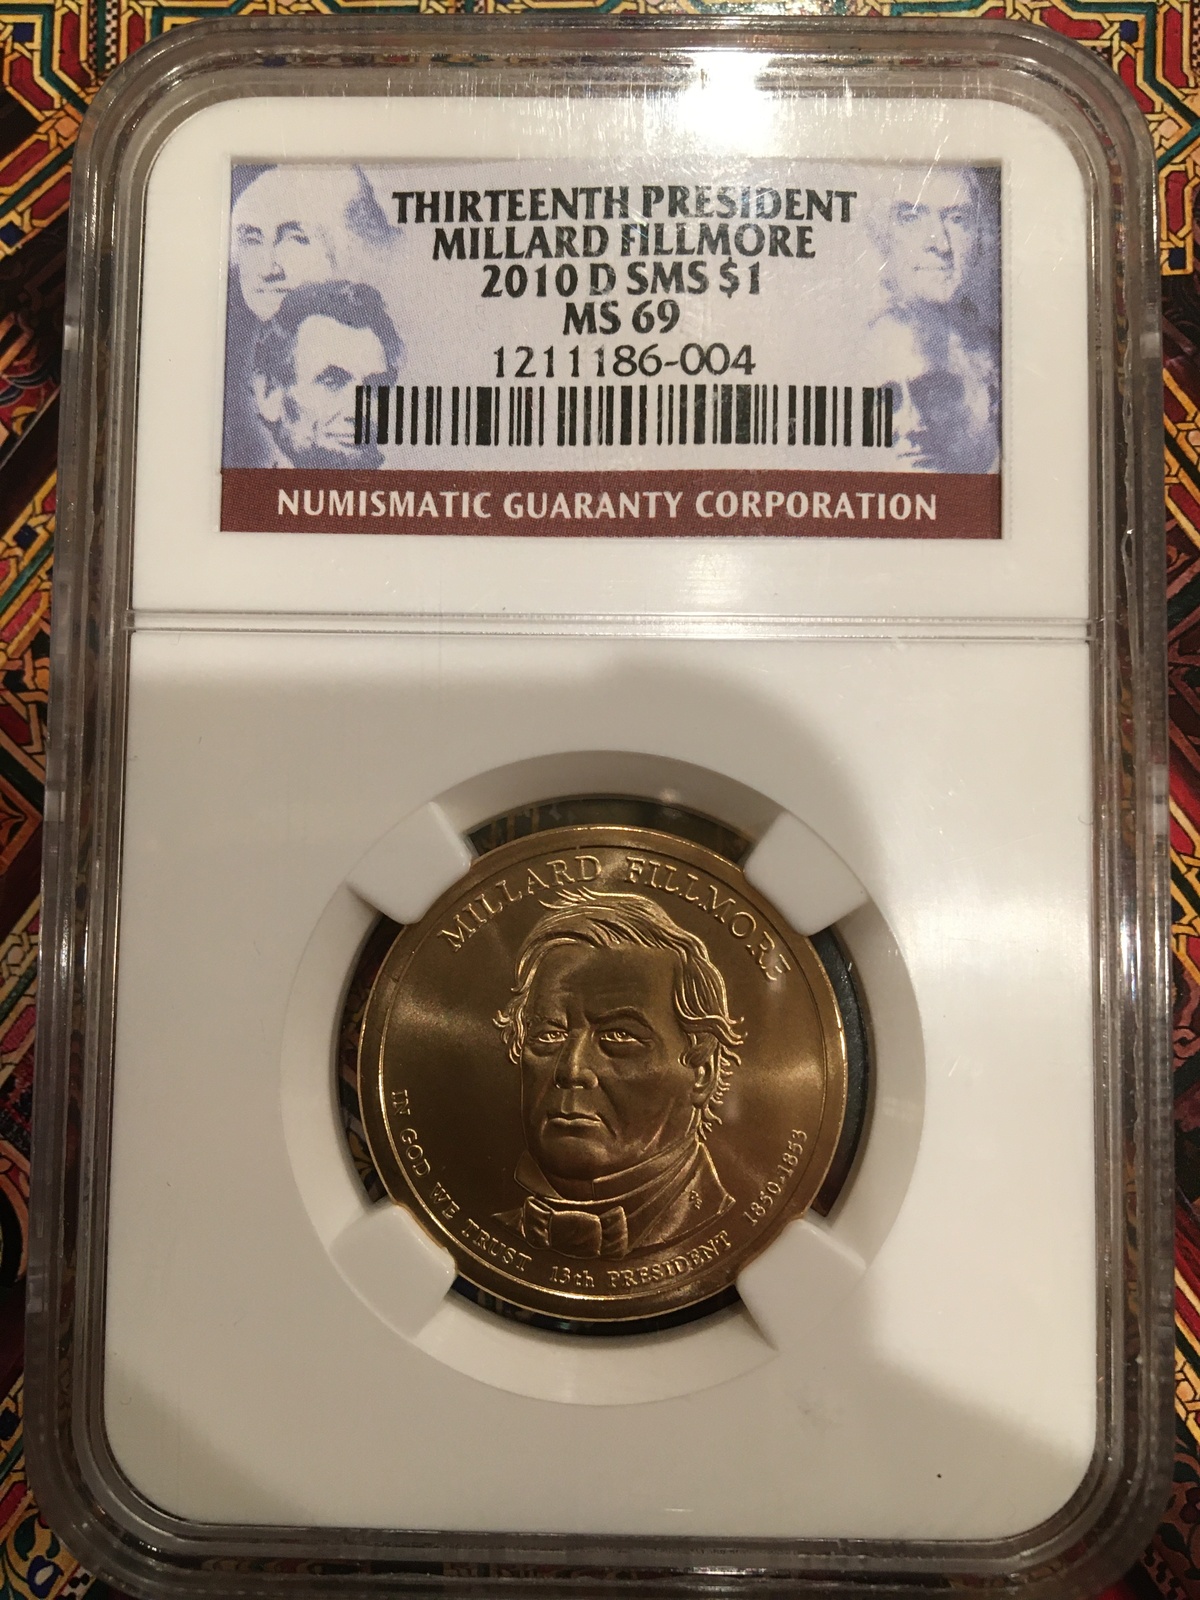 THIRTEENTH PRESIDENT
MILLARD FILLMORE
2010 D SMS $1
MS 69
1211186-004
NUMISMATIC GUARANTY CORPORATION
MILLARD FILLMORE
IN GOD WE TRUST 13th PRESIDENT 1850-1853